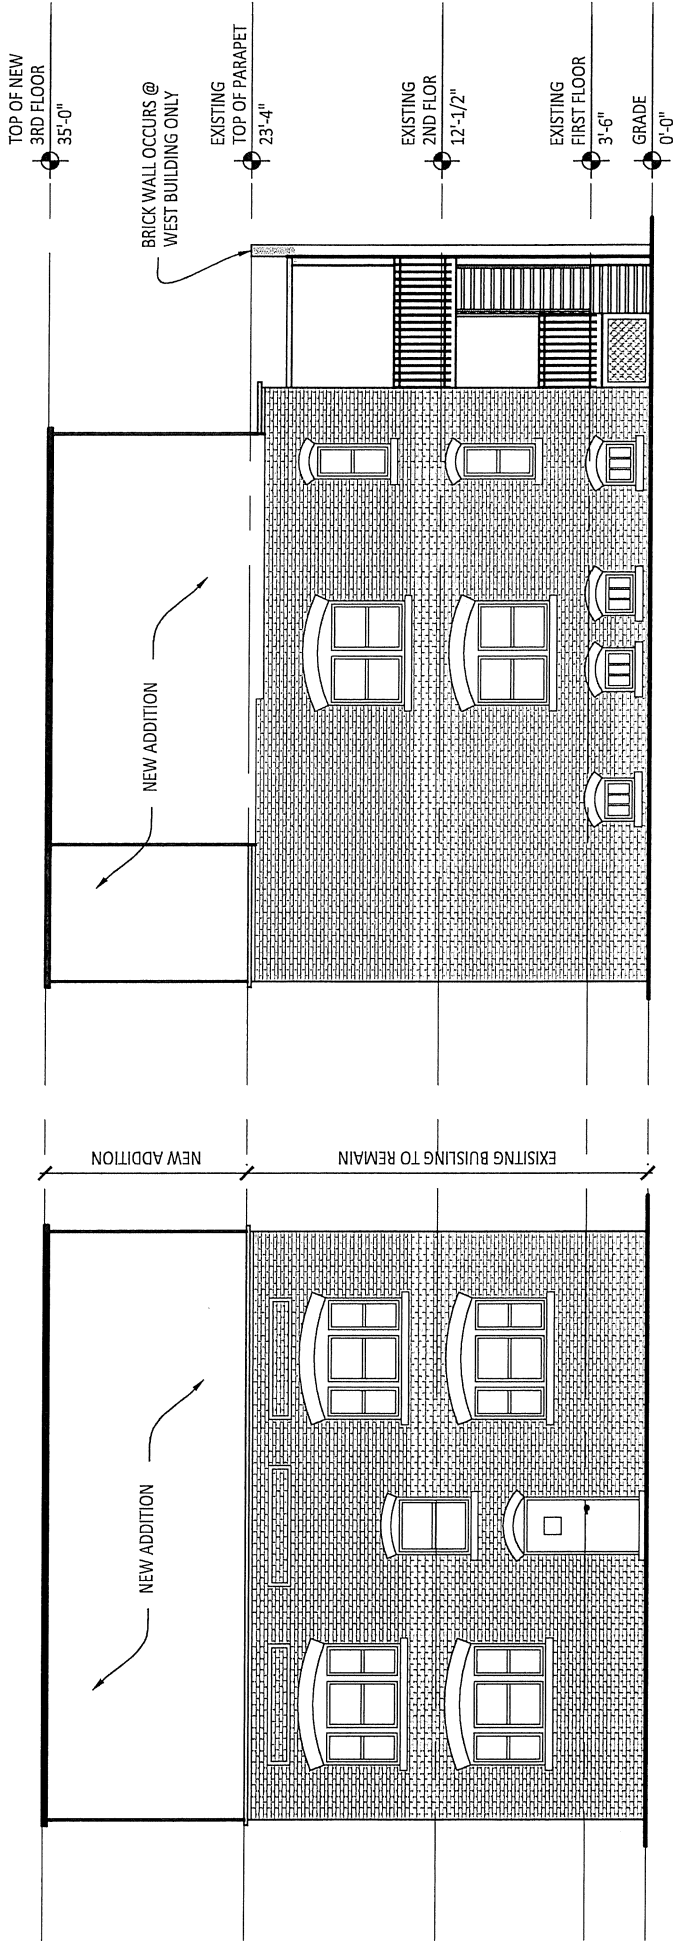 TOP OF NEW
3RD FLOOR
35'-0"
BRICK WALL OCCURS @
WEST BUILDING ONLY
EXISTING
TOP OF PARAPET
23'-4"
EXISTING
2ND FLOR
12'-1/2"
EXISTING
FIRST FLOOR
3'-6"
GRADE
0'-0"
NEW ADDITION
NEW ADDITION
EXISITNG BUISLING TO REMAIN
NEW ADDITION